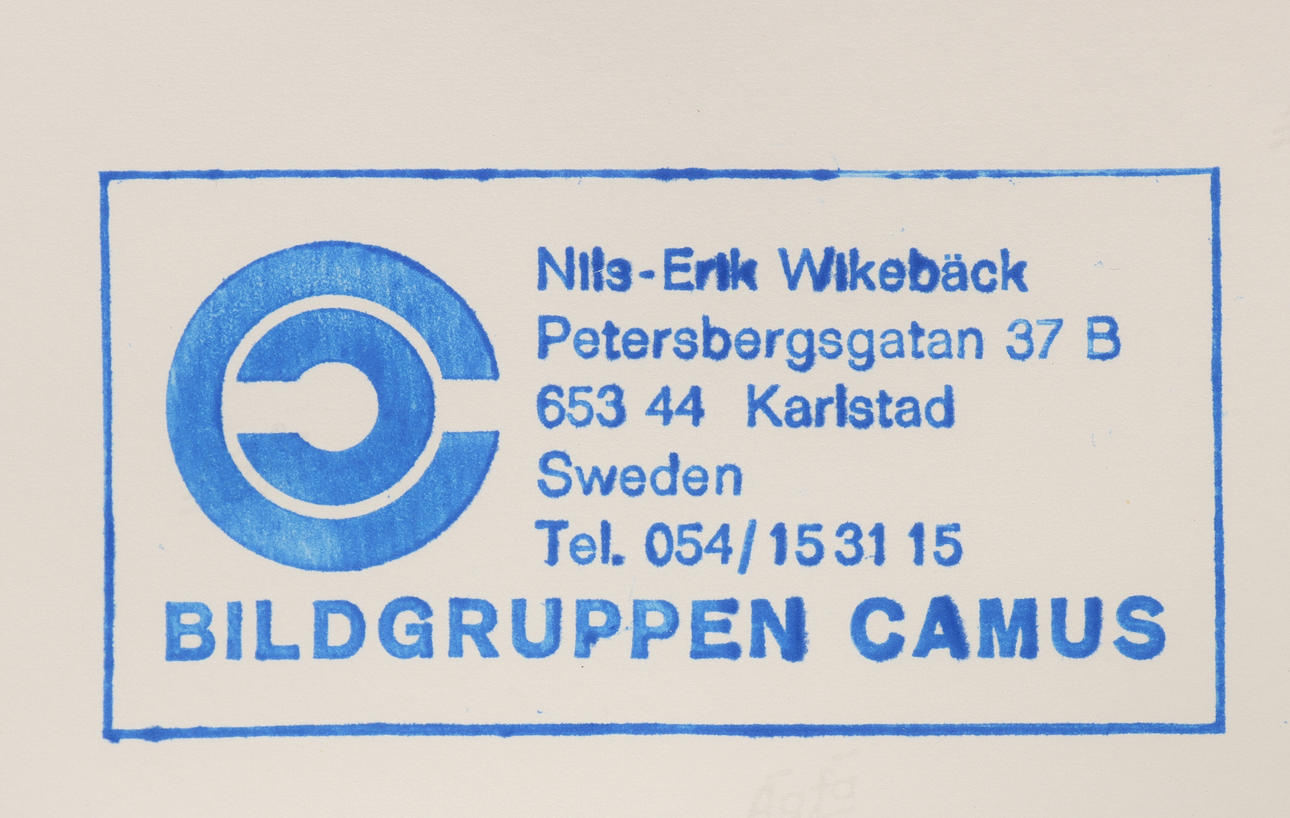 Nils-Erik Wikebäck
Petersbergsgatan 37 B
653 44 Karlstad
Sweden
Tel. 054/15 31 15
BILDGRUPPEN CAMUS